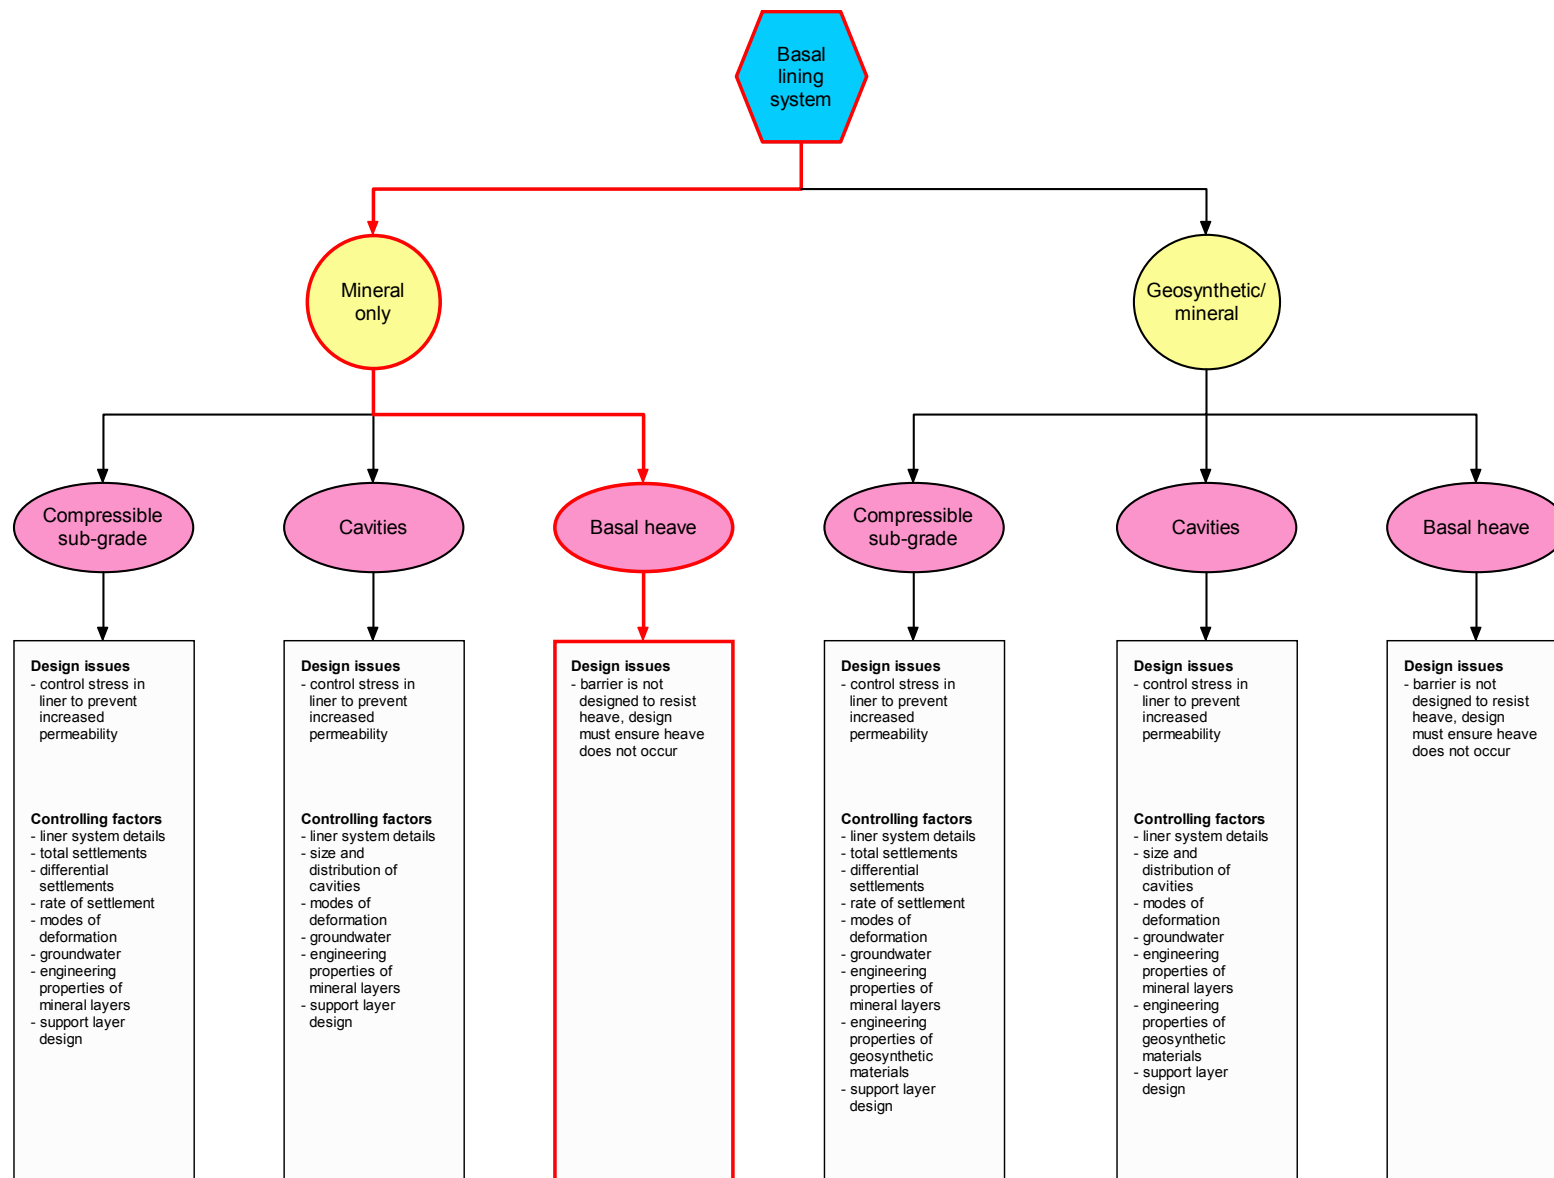 Basal
lining
system
Mineral
only
Geosynthetic/
mineral
Compressible
sub-grade
Cavities
Basal heave
Compressible
sub-grade
Cavities
Basal heave
Design issues
- control stress in
liner to prevent
increased
permeability
Controlling factors
- liner system details
- total settlements
- differential
settlements
- rate of settlement
- modes of
deformation
- groundwater
- engineering
properties of
mineral layers
- support layer
design
Design issues
- control stress in
liner to prevent
increased
permeability
Controlling factors
- liner system details
- size and
distribution of
cavities
- modes of
deformation
- groundwater
- engineering
properties of
mineral layers
- support layer
design
Design issues
- barrier is not
designed to resist
heave, design
must ensure heave
does not occur
Design issues
- control stress in
liner to prevent
increased
permeability
Controlling factors
- liner system details
- total settlements
- differential
settlements
- rate of settlement
- modes of
deformation
- groundwater
- engineering
properties of
mineral layers
- engineering
properties of
geosynthetic
materials
- support layer
design
Design issues
- control stress in
liner to prevent
increased
permeability
Controlling factors
- liner system details
- size and
distribution of
cavities
- modes of
deformation
- groundwater
- engineering
properties of
mineral layers
- engineering
properties of
geosynthetic
materials
- support layer
design
Design issues
- barrier is not
designed to resist
heave, design
must ensure heave
does not occur